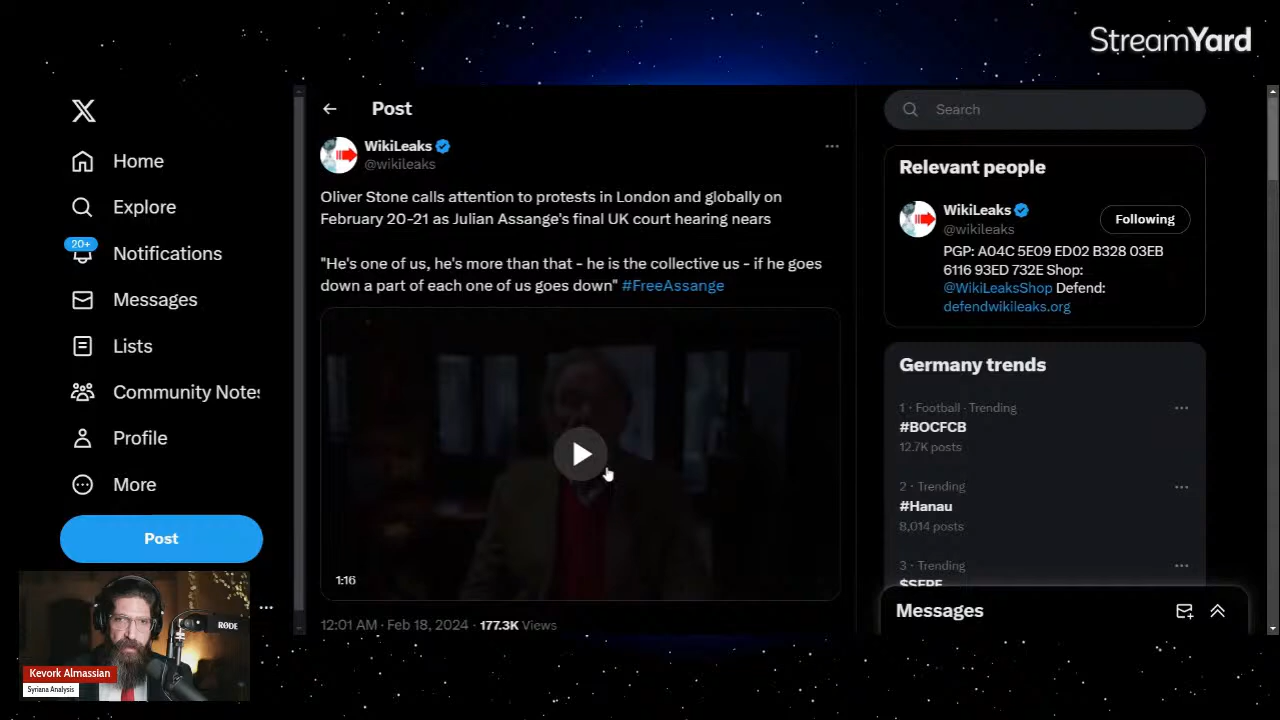 StreamYard
X
Home
Explore
20+
Notifications
Messages
Lists
Community Notes
Profile
More
Post
Kevork Almassian
Syriana Analysis
RØDE
Post
WikiLeaks
@wikileaks
Oliver Stone calls attention to protests in London and globally on
February 20-21 as Julian Assange's final UK court hearing nears
"He's one of us, he's more than that - he is the collective us - if he goes
down a part of each one of us goes down" #FreeAssange
1:16
12:01 AM · Feb 18, 2024 · 177.3K Views
Search
Relevant people
WikiLeaks
@wikileaks
Following
PGP: A04C 5E09 ED02 B328 03EB
6116 93ED 732E Shop:
@WikiLeaksShop Defend:
defendwikileaks.org
Germany trends
1 · Football · Trending
#BOCFCB
12.7K posts
2 · Trending
#Hanau
8,014 posts
3 · Trending
Messages